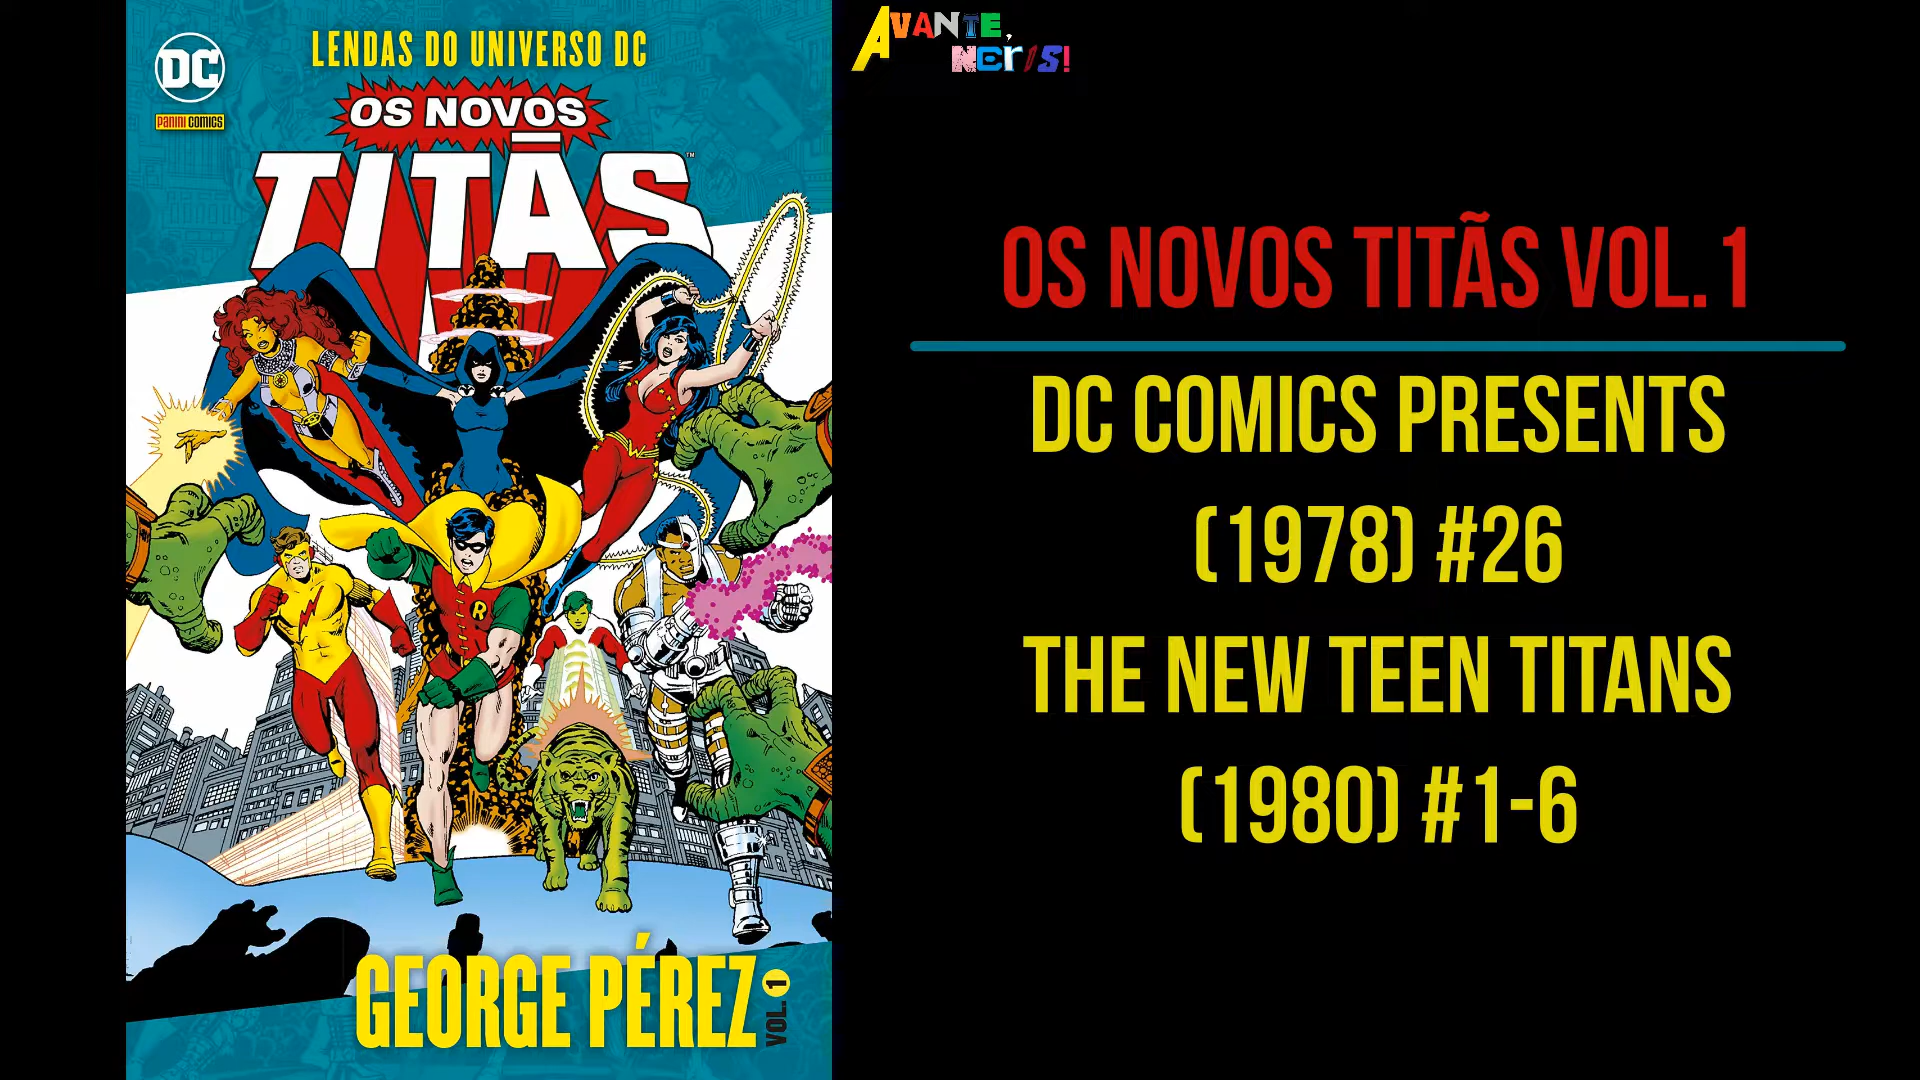 LENDAS DO UNIVERSO DC
DC
PANINI COMICS
OS NOVOS
TITÃS
TM
R
GEORGE PÉREZ
VOL. 1
AVANTE,
NERDS!
OS NOVOS TITÃS VOL. 1
DC COMICS PRESENTS
(1978) #26
THE NEW TEEN TITANS
(1980) #1-6